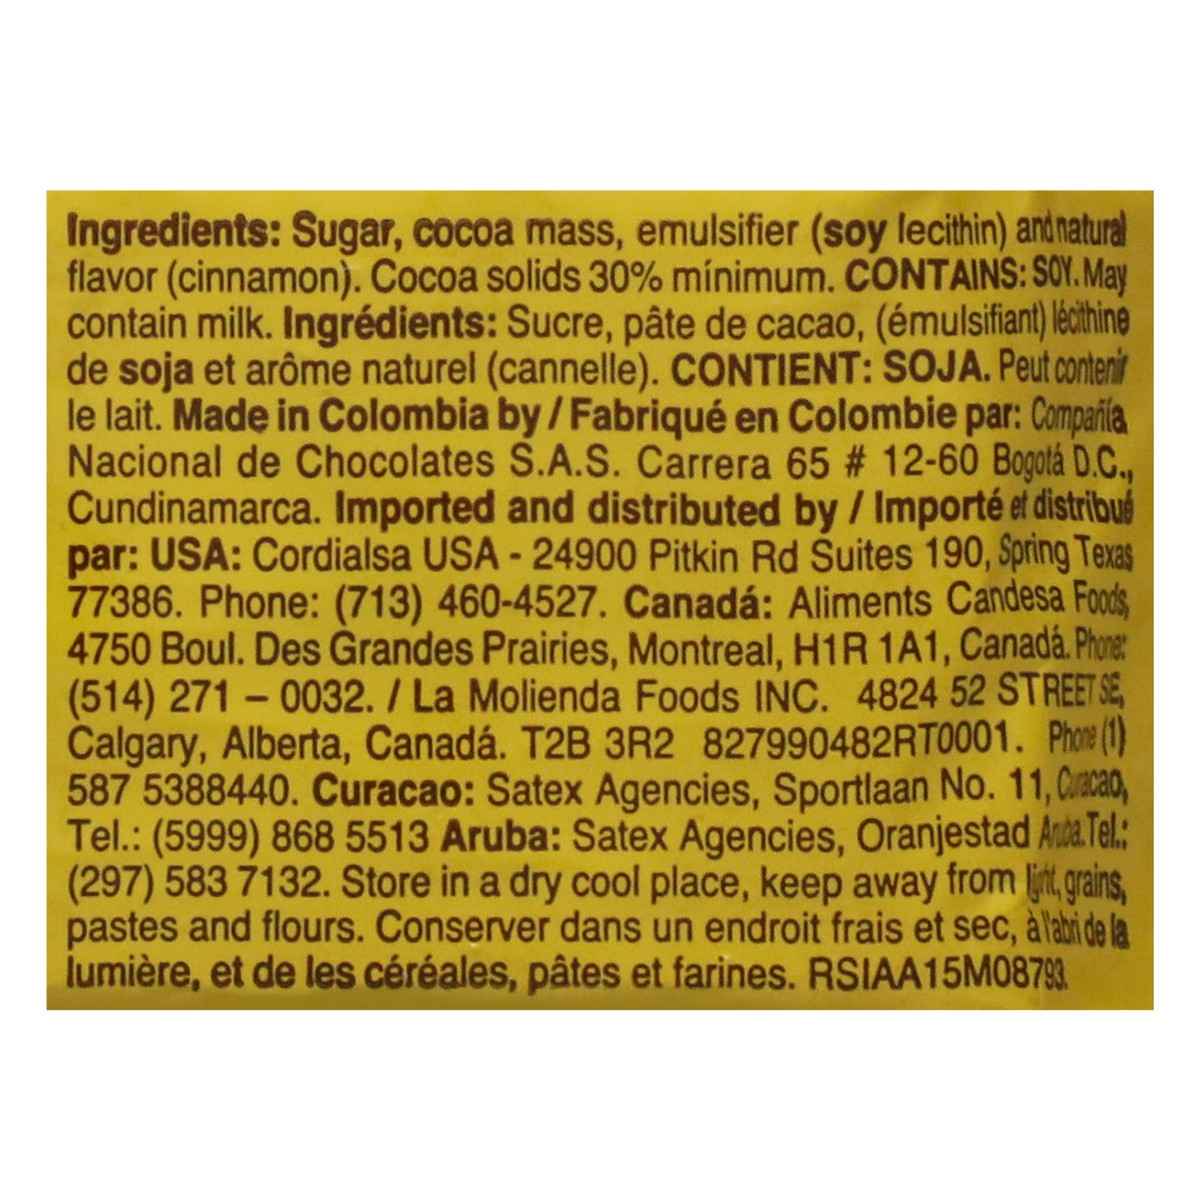 Ingredients: Sugar, cocoa mass, emulsifier (soy lecithin) and natural
flavor (cinnamon). Cocoa solids 30% mínimum. CONTAINS: SOY. May
contain milk. Ingrédients: Sucre, pâte de cacao, (émulsifiant) lécithine
de soja et arôme naturel (cannelle). CONTIENT: SOJA. Peut contenir
le lait. Made in Colombia by / Fabriqué en Colombie par: Compañía
Nacional de Chocolates S.A.S. Carrera 65 # 12-60 Bogotá D.C.,
Cundinamarca. Imported and distributed by / Importé et distribué
par: USA: Cordialsa USA - 24900 Pitkin Rd Suites 190, Spring Texas
77386. Phone: (713) 460-4527. Canadá: Aliments Candesa Foods,
4750 Boul. Des Grandes Prairies, Montreal, H1R 1A1, Canadá. Phone:
(514) 271 – 0032. / La Molienda Foods INC. 4824 52 STREET SE,
Calgary, Alberta, Canadá. T2B 3R2 827990482RT0001. Phone (1)
587 5388440. Curacao: Satex Agencies, Sportlaan No. 11, Curacao,
Tel.: (5999) 868 5513 Aruba: Satex Agencies, Oranjestad Aruba. Tel.:
(297) 583 7132. Store in a dry cool place, keep away from light, grains,
pastes and flours. Conserver dans un endroit frais et sec, à l'abri de la
lumière, et de les céréales, pâtes et farines. RSIAA15M08793.